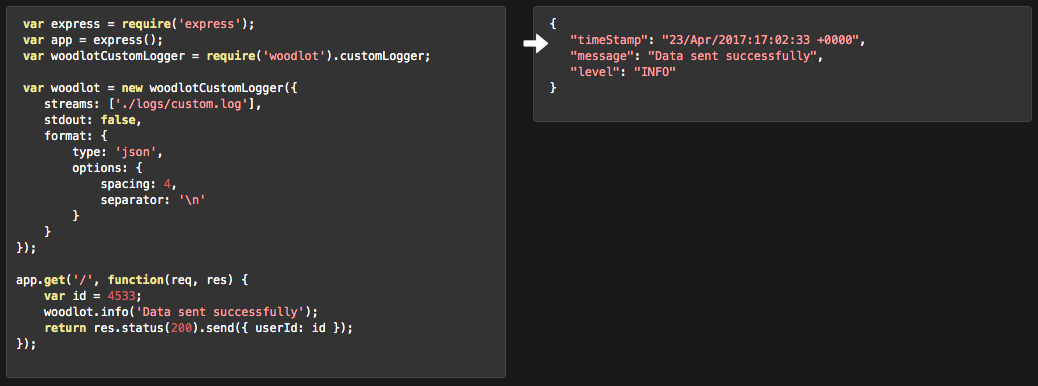 var express = require('express');
var app = express();
var woodlotCustomLogger = require('woodlot').customLogger;

var woodlot = new woodlotCustomLogger({
    streams: ['./logs/custom.log'],
    stdout: false,
    format: {
        type: 'json',
        options: {
            spacing: 4,
            separator: '\n'
        }
    }
});

app.get('/', function(req, res) {
    var id = 4533;
    woodlot.info('Data sent successfully');
    return res.status(200).send({ userId: id });
});

{
    "timeStamp": "23/Apr/2017:17:02:33 +0000",
    "message": "Data sent successfully",
    "level": "INFO"
}